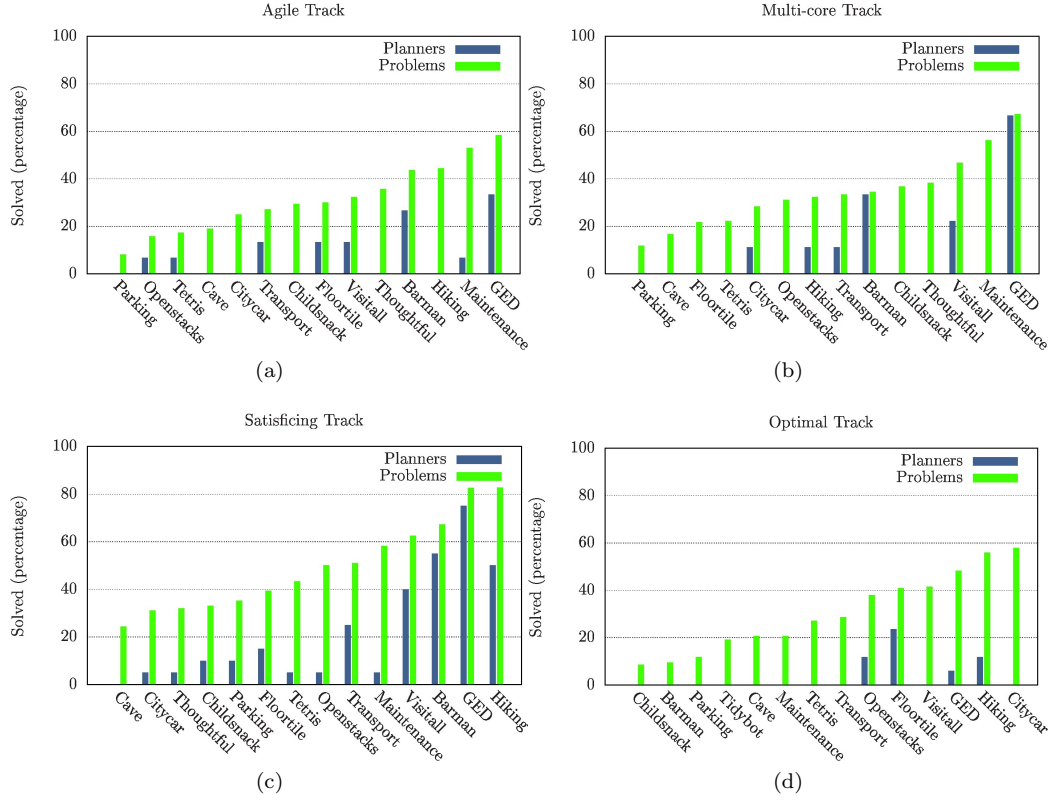 Agile Track
Solved (percentage)
100
80
60
40
20
0
Planners
Problems
Parking
Openstacks
Tetris
Cave
Citycar
Transport
Childsnack
Floortile
Visitall
Thoughtful
Barman
Hiking
Maintenance
GED
(a)
Multi-core Track
Solved (percentage)
100
80
60
40
20
0
Planners
Problems
Parking
Cave
Floortile
Tetris
Citycar
Openstacks
Hiking
Transport
Barman
Childsnack
Thoughtful
Visitall
Maintenance
GED
(b)
Satisficing Track
Solved (percentage)
100
80
60
40
20
0
Planners
Problems
Cave
Citycar
Thoughtful
Childsnack
Parking
Floortile
Tetris
Openstacks
Transport
Maintenance
Visitall
Barman
GED
Hiking
(c)
Optimal Track
Solved (percentage)
100
80
60
40
20
0
Planners
Problems
Childsnack
Barman
Parking
Tidybot
Cave
Maintenance
Tetris
Transport
Openstacks
Floortile
Visitall
GED
Hiking
Citycar
(d)